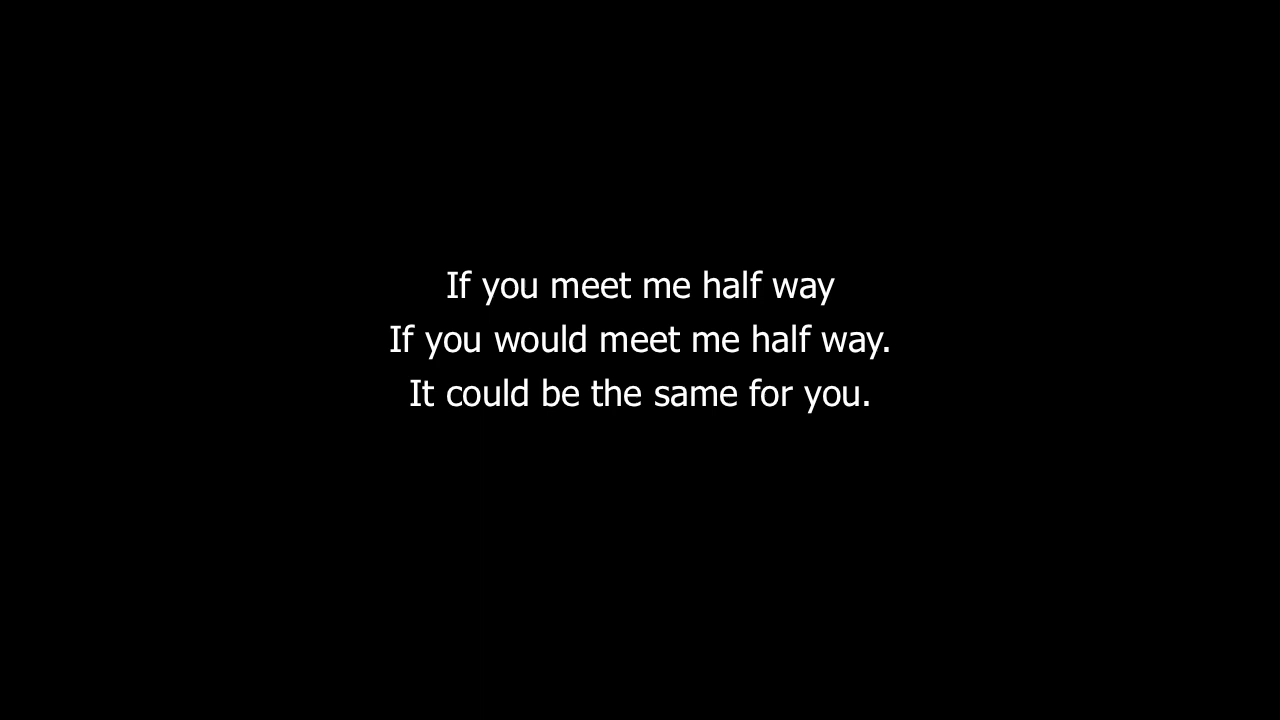 If you meet me half way
If you would meet me half way.
It could be the same for you.